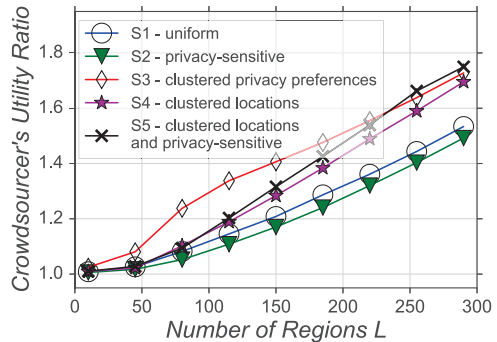 Crowdsourcer's Utility Ratio
1.8
1.6
1.4
1.2
1.0
S1 - uniform
S2 - privacy-sensitive
S3 - clustered privacy preferences
S4 - clustered locations
S5 - clustered locations
and privacy-sensitive
0 50 100 150 200 250 300
Number of Regions L